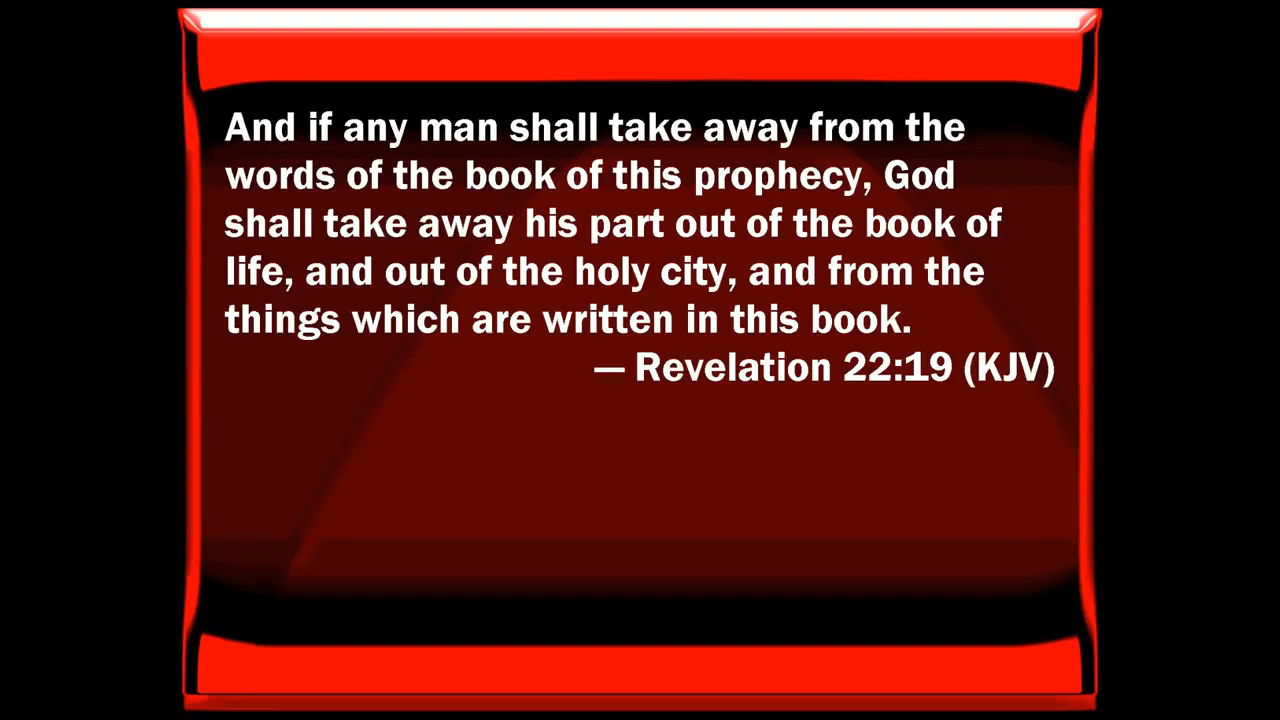 And if any man shall take away from the
words of the book of this prophecy, God
shall take away his part out of the book of
life, and out of the holy city, and from the
things which are written in this book.
— Revelation 22:19 (KJV)